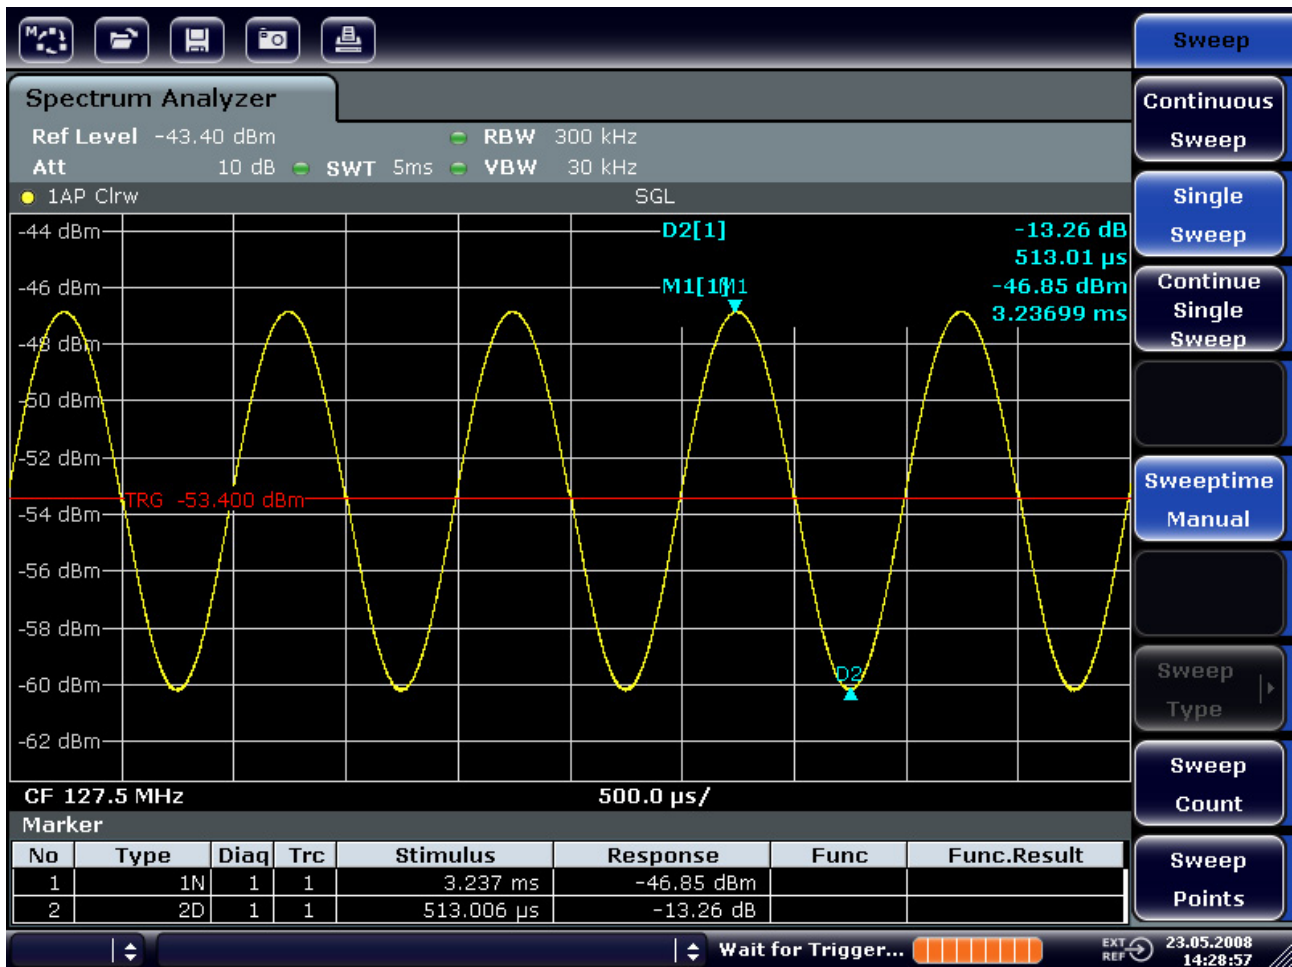 M
Sweep
Spectrum Analyzer
Ref Level -43.40 dBm RBW 300 kHz
Att 10 dB SWT 5ms VBW 30 kHz
1AP Clrw SGL
-44 dBm D2[1] -13.26 dB
513.01 µs
-46 dBm M1[1] M1 -46.85 dBm
3.23699 ms
-48 dBm
-50 dBm
-52 dBm
TRG -53.400 dBm
-54 dBm
-56 dBm
-58 dBm
-60 dBm D2
-62 dBm
CF 127.5 MHz 500.0 µs/
Marker
No Type Diag Trc Stimulus Response Func Func.Result
1 1N 1 1 3.237 ms -46.85 dBm
2 2D 1 1 513.006 µs -13.26 dB
Wait for Trigger... EXT REF 23.05.2008
14:28:57
Continuous
Sweep
Single
Sweep
Continue
Single
Sweep
Sweeptime
Manual
Sweep
Type
Sweep
Count
Sweep
Points